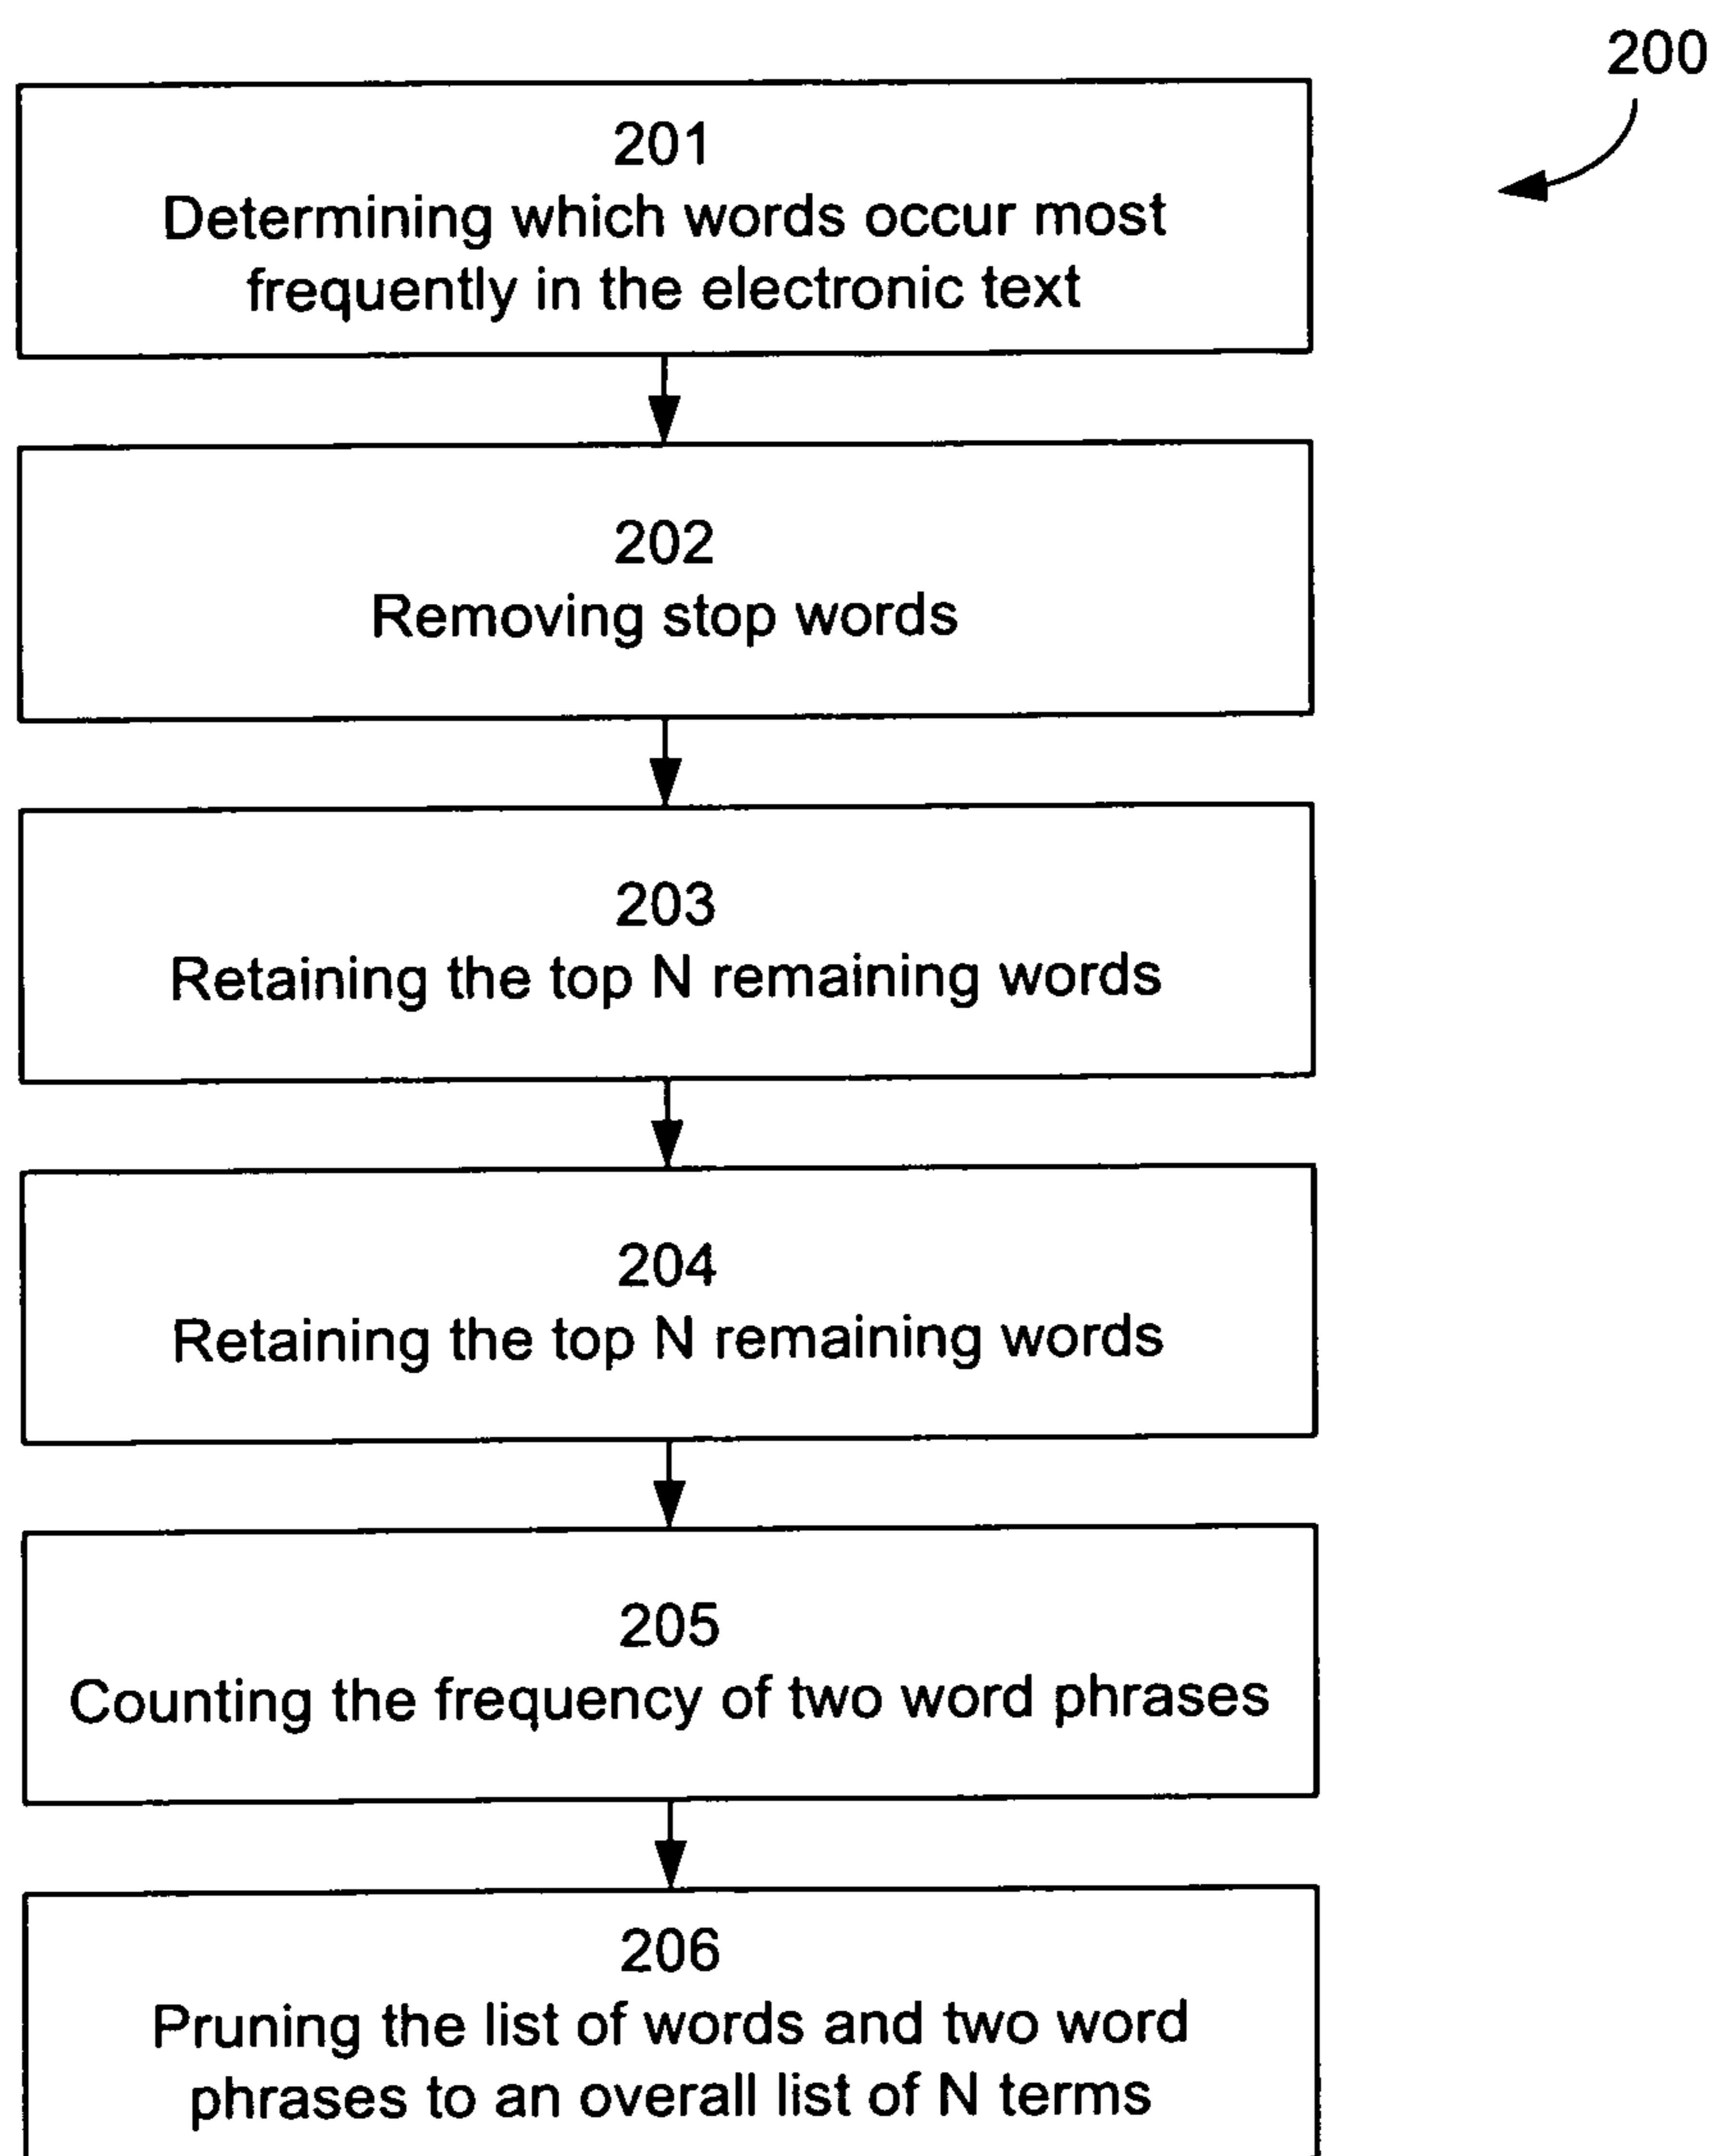 200
201
Determining which words occur most
frequently in the electronic text
202
Removing stop words
203
Retaining the top N remaining words
204
Retaining the top N remaining words
205
Counting the frequency of two word phrases
206
Pruning the list of words and two word
phrases to an overall list of N terms